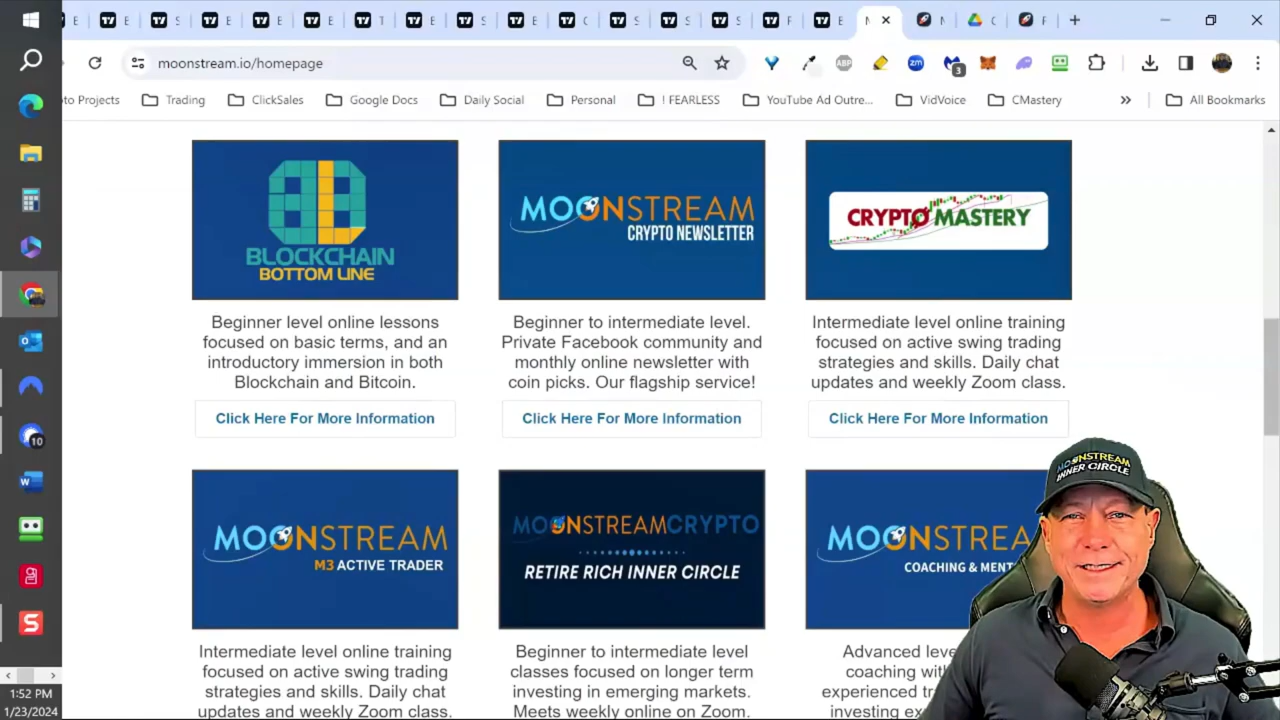 E
S
E
E
E
T
E
S
E
C
S
S
S
F
E
N
N
C
F
moonstream.io/homepage
ABP
zm
3
pto Projects
Trading
ClickSales
Google Docs
Daily Social
Personal
! FEARLESS
YouTube Ad Outre...
VidVoice
CMastery
All Bookmarks
BLOCKCHAIN
BOTTOM LINE
MOONSTREAM
CRYPTO NEWSLETTER
CRYPTO MASTERY
Beginner level online lessons
focused on basic terms, and an
introductory immersion in both
Blockchain and Bitcoin.
Click Here For More Information
Beginner to intermediate level.
Private Facebook community and
monthly online newsletter with
coin picks. Our flagship service!
Click Here For More Information
Intermediate level online training
focused on active swing trading
strategies and skills. Daily chat
updates and weekly Zoom class.
Click Here For More Information
MOONSTREAM
M3 ACTIVE TRADER
MOONSTREAMCRYPTO
RETIRE RICH INNER CIRCLE
MOONSTREA
COACHING & MENT
Intermediate level online training
focused on active swing trading
strategies and skills. Daily chat
updates and weekly Zoom class.
Beginner to intermediate level
classes focused on longer term
investing in emerging markets.
Meets weekly online on Zoom.
Advanced leve
coaching with
experienced tr
investing ex
MOONSTREAM
INNER CIRCLE
10
W
S
1:52 PM
1/23/2024